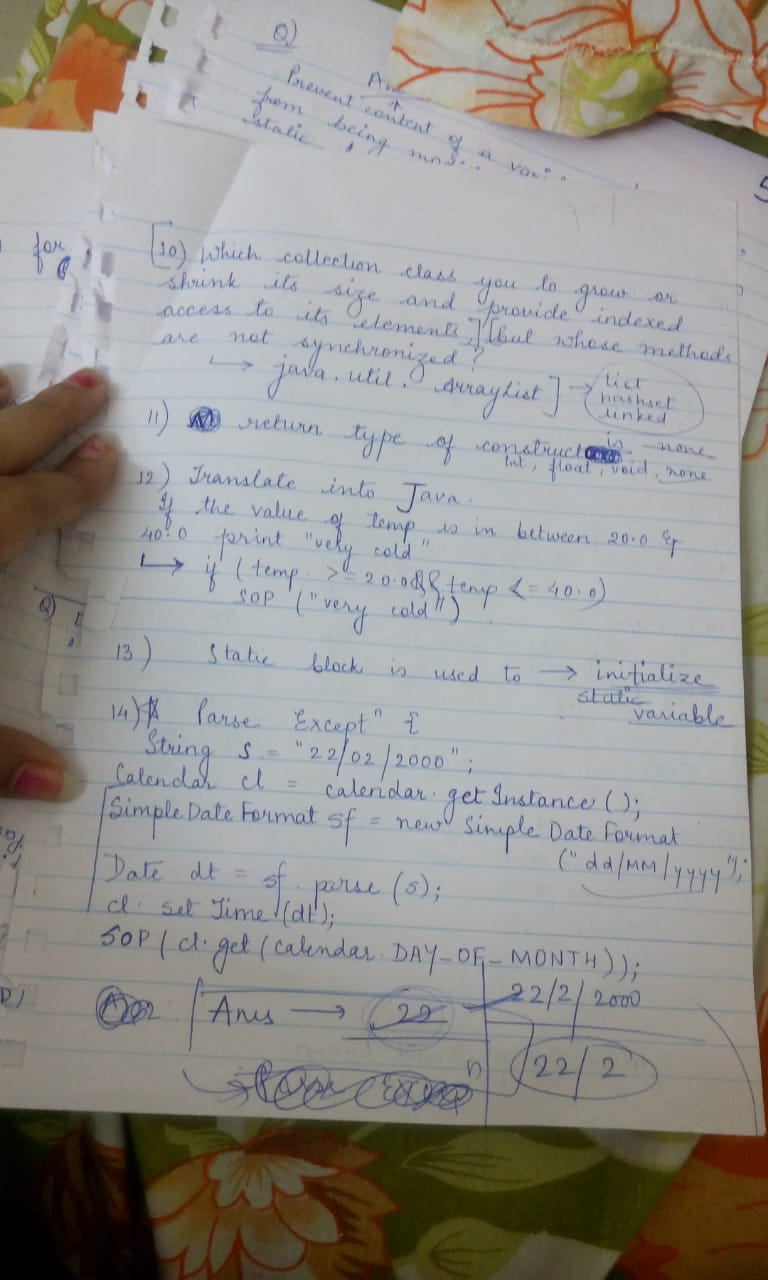 Q)
Ans
Prevent content of a
from being
static
for
[10) Which collection class you to grow or
shrink its size and provide indexed
access to its elements] [but whose methods
are not synchronized?
↳ java.util.ArrayList] →
list
hashset
linked
11) return type of construct is none
Int, float, void, none
12) Translate into Java.
If the value of temp is in between 20.0 &
40.0 print "very cold"
↳ if (temp >= 20.0 && temp <= 40.0)
SOP ("very cold")
Q)
13) Static block is used to → initialize
static
variable
14) Parse Exceptn {
String s = "22/02/2000";
Calendar cl = calendar.getInstance();
Simple Date Format sf = new Simple Date Format
("dd/MM/yyyy");
Date dt = sf.parse(s);
cl.set Time(dt);
SOP(cl.get(calendar.DAY_OF_MONTH));
22/2/2000
Ans → 22
22/2